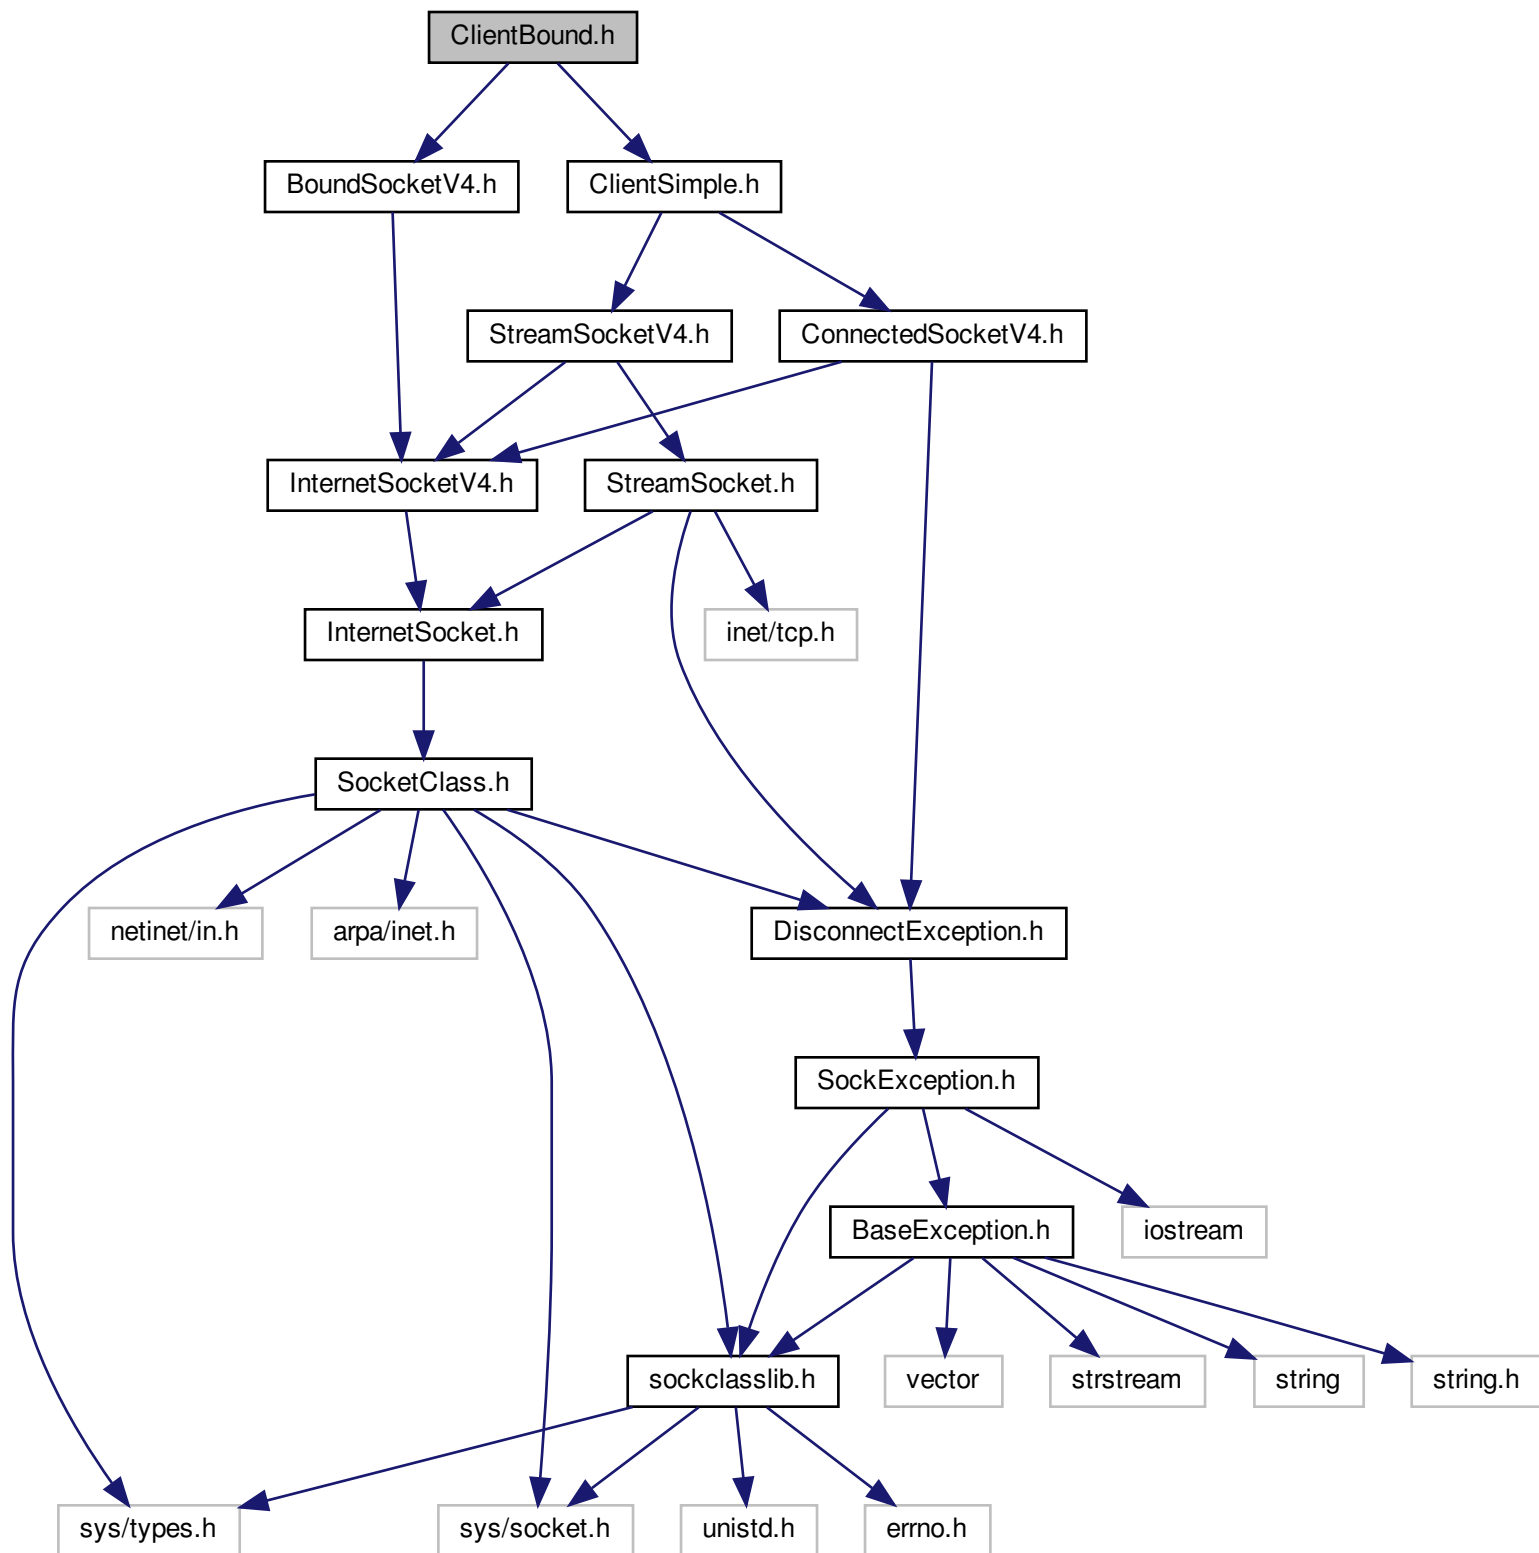 ClientBound.h
BoundSocketV4.h
ClientSimple.h
StreamSocketV4.h
ConnectedSocketV4.h
InternetSocketV4.h
StreamSocket.h
InternetSocket.h
inet/tcp.h
SocketClass.h
netinet/in.h
arpa/inet.h
DisconnectException.h
SockException.h
BaseException.h
iostream
sockclasslib.h
vector
strstream
string
string.h
sys/types.h
sys/socket.h
unistd.h
errno.h